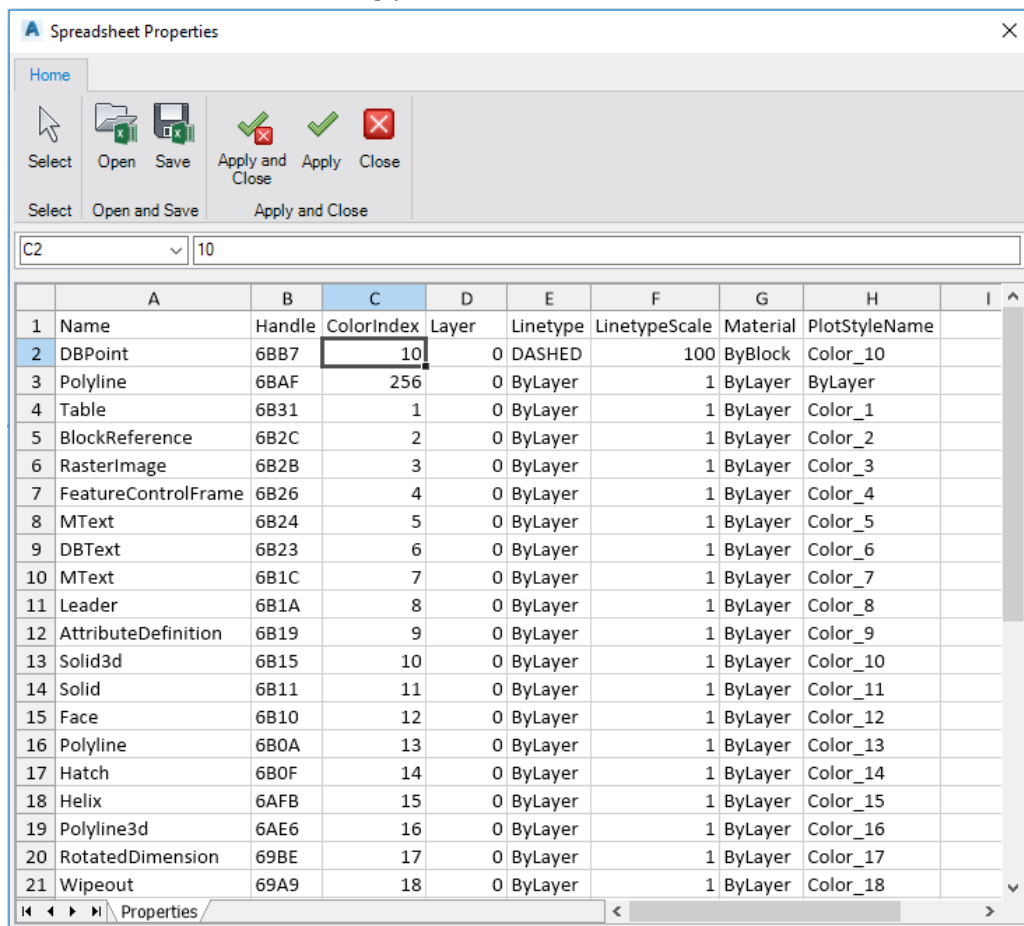 Spreadsheet Properties
Home
Select Open Save Apply and Close Apply Close
Select Open and Save Apply and Close
C2 10
A B C D E F G H I
1 Name Handle ColorIndex Layer Linetype LinetypeScale Material PlotStyleName
2 DBPoint 6BB7 10 0 DASHED 100 ByBlock Color_10
3 Polyline 6BAF 256 0 ByLayer 1 ByLayer ByLayer
4 Table 6B31 1 0 ByLayer 1 ByLayer Color_1
5 BlockReference 6B2C 2 0 ByLayer 1 ByLayer Color_2
6 RasterImage 6B2B 3 0 ByLayer 1 ByLayer Color_3
7 FeatureControlFrame 6B26 4 0 ByLayer 1 ByLayer Color_4
8 MText 6B24 5 0 ByLayer 1 ByLayer Color_5
9 DBText 6B23 6 0 ByLayer 1 ByLayer Color_6
10 MText 6B1C 7 0 ByLayer 1 ByLayer Color_7
11 Leader 6B1A 8 0 ByLayer 1 ByLayer Color_8
12 AttributeDefinition 6B19 9 0 ByLayer 1 ByLayer Color_9
13 Solid3d 6B15 10 0 ByLayer 1 ByLayer Color_10
14 Solid 6B11 11 0 ByLayer 1 ByLayer Color_11
15 Face 6B10 12 0 ByLayer 1 ByLayer Color_12
16 Polyline 6B0A 13 0 ByLayer 1 ByLayer Color_13
17 Hatch 6B0F 14 0 ByLayer 1 ByLayer Color_14
18 Helix 6AFB 15 0 ByLayer 1 ByLayer Color_15
19 Polyline3d 6AE6 16 0 ByLayer 1 ByLayer Color_16
20 RotatedDimension 69BE 17 0 ByLayer 1 ByLayer Color_17
21 Wipeout 69A9 18 0 ByLayer 1 ByLayer Color_18
Properties